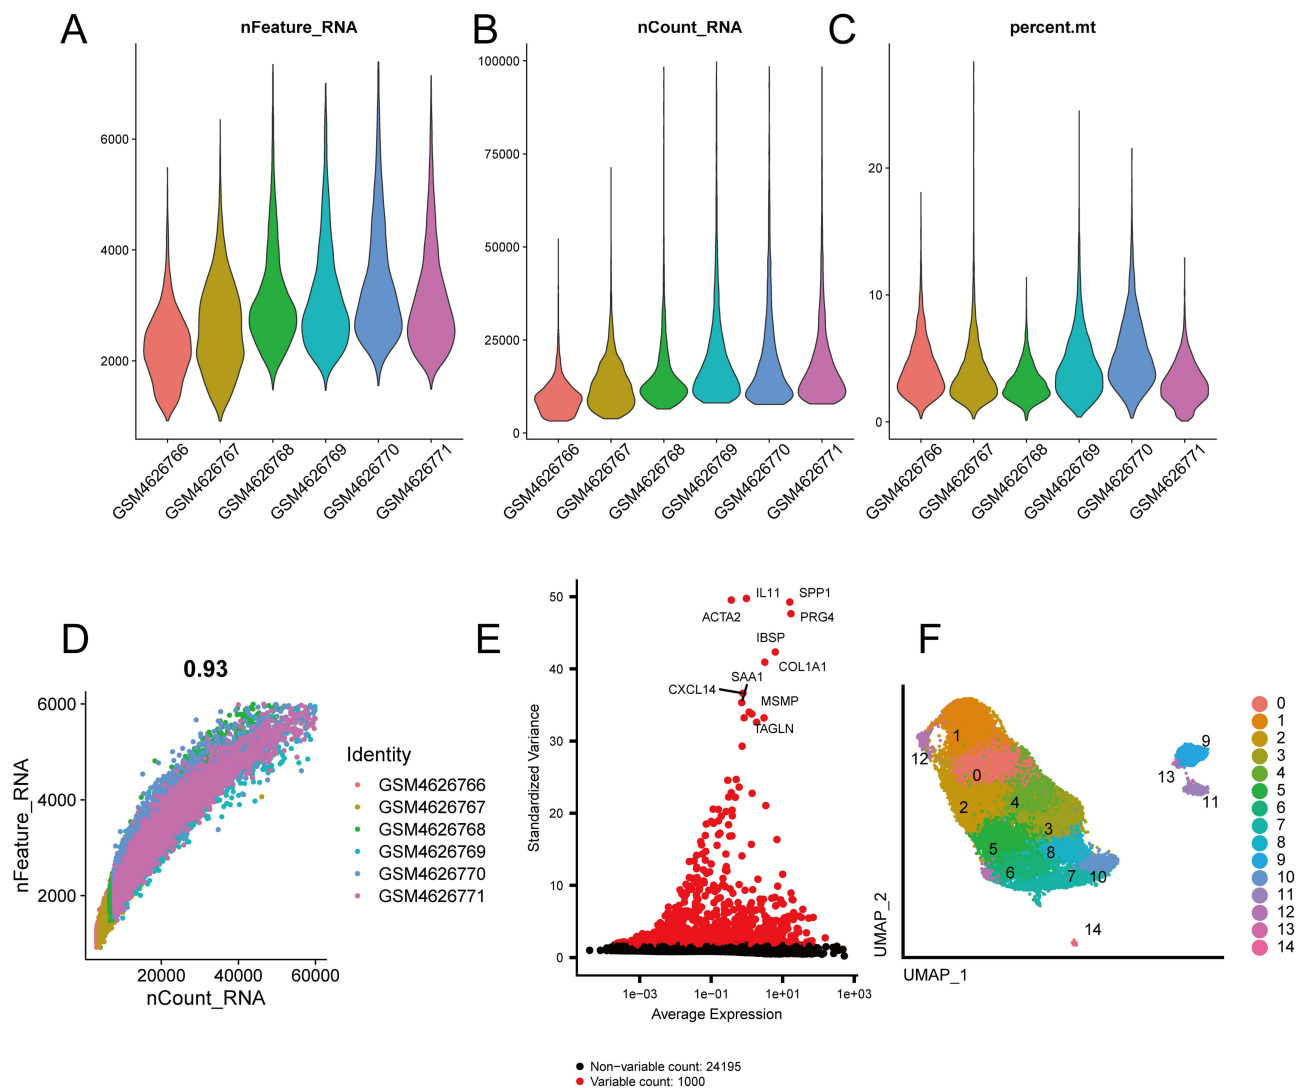 A
nFeature_RNA
6000
4000
2000
GSM4626766
GSM4626767
GSM4626768
GSM4626769
GSM4626770
GSM4626771
B
nCount_RNA
100000
75000
50000
25000
0
GSM4626766
GSM4626767
GSM4626768
GSM4626769
GSM4626770
GSM4626771
C
percent.mt
20
10
0
GSM4626766
GSM4626767
GSM4626768
GSM4626769
GSM4626770
GSM4626771
D
0.93
nFeature_RNA
6000
4000
2000
20000
40000
60000
nCount_RNA
Identity
GSM4626766
GSM4626767
GSM4626768
GSM4626769
GSM4626770
GSM4626771
E
Standardized Variance
50
40
30
20
10
0
IL11
SPP1
ACTA2
PRG4
IBSP
COL1A1
SAA1
CXCL14
MSMP
TAGLN
1e−03
1e−01
1e+01
1e+03
Average Expression
Non−variable count: 24195
Variable count: 1000
F
UMAP_2
1
12
0
2
4
3
5
8
6
7
10
9
13
11
14
UMAP_1
0
1
2
3
4
5
6
7
8
9
10
11
12
13
14